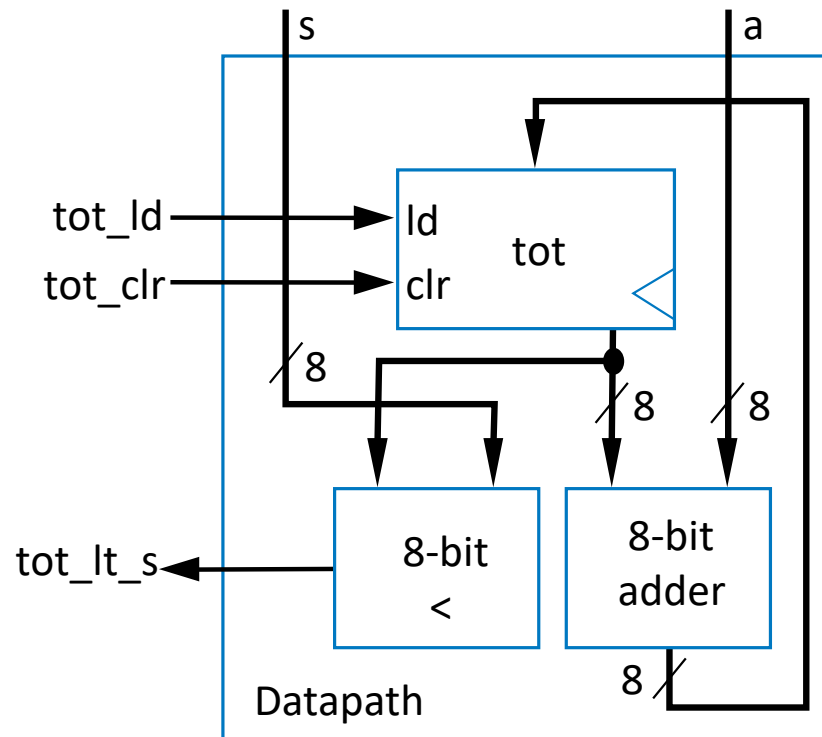 s
a
tot_ld
ld
tot
tot_clr
clr
8
8
8
8-bit
<
8-bit
adder
tot_lt_s
8
Datapath